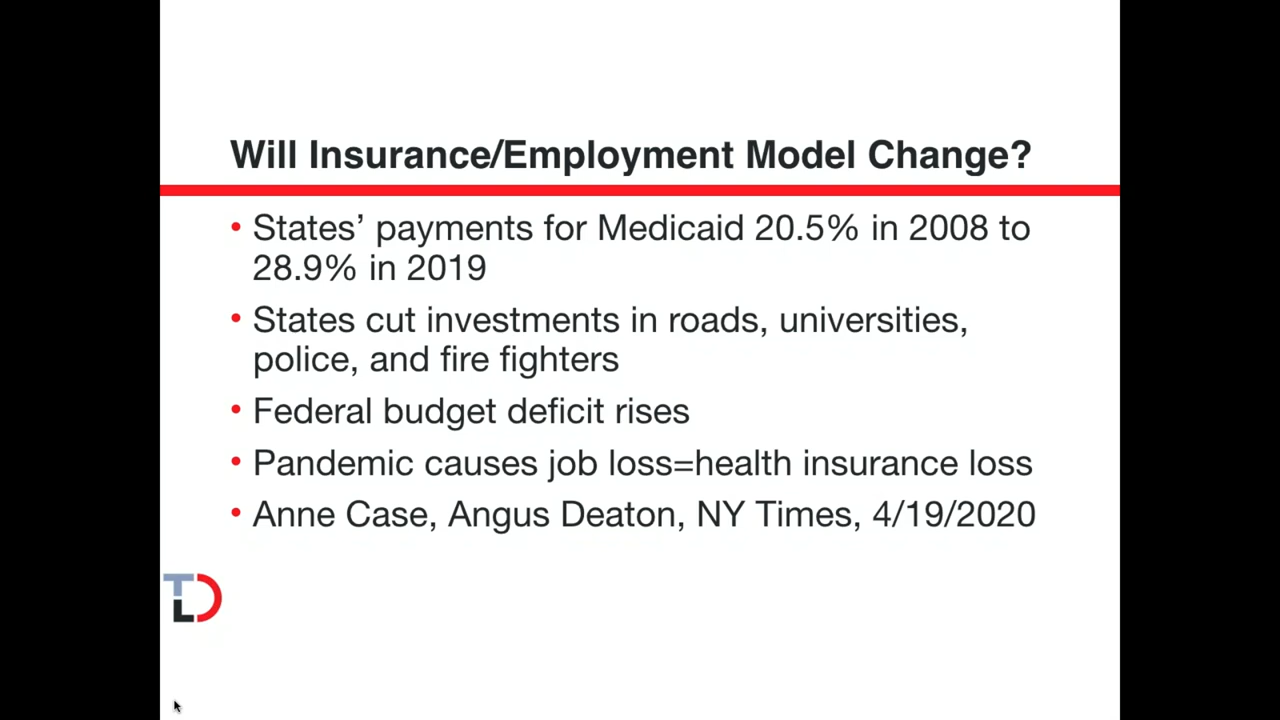 Will Insurance/Employment Model Change?
• States’ payments for Medicaid 20.5% in 2008 to
28.9% in 2019
• States cut investments in roads, universities,
police, and fire fighters
• Federal budget deficit rises
• Pandemic causes job loss=health insurance loss
• Anne Case, Angus Deaton, NY Times, 4/19/2020
TLD